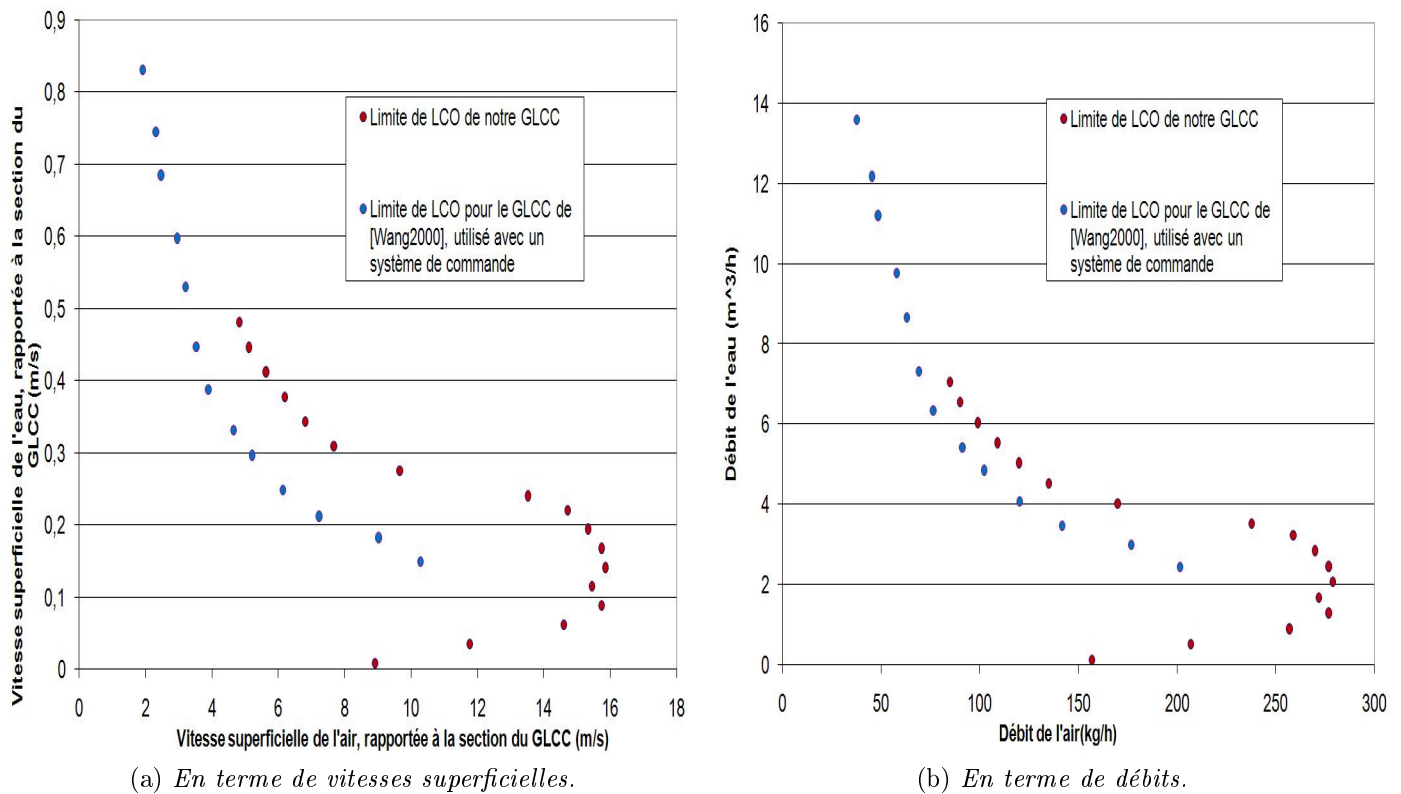 0,9
0,8
0,7
0,6
0,5
0,4
0,3
0,2
0,1
0
Vitesse superficielle de l'eau, rapportée à la section du
GLCC (m/s)
Limite de LCO de notre GLCC
Limite de LCO pour le GLCC de
[Wang2000], utilisé avec un
système de commande
0 2 4 6 8 10 12 14 16 18
Vitesse superficielle de l'air, rapportée à la section du GLCC (m/s)
(a) En terme de vitesses superficielles.
16
14
12
10
8
6
4
2
0
Débit de l'eau (m^3/h)
Limite de LCO de notre GLCC
Limite de LCO pour le GLCC de
[Wang2000], utilisé avec un
système de commande
0 50 100 150 200 250 300
Débit de l'air(kg/h)
(b) En terme de débits.